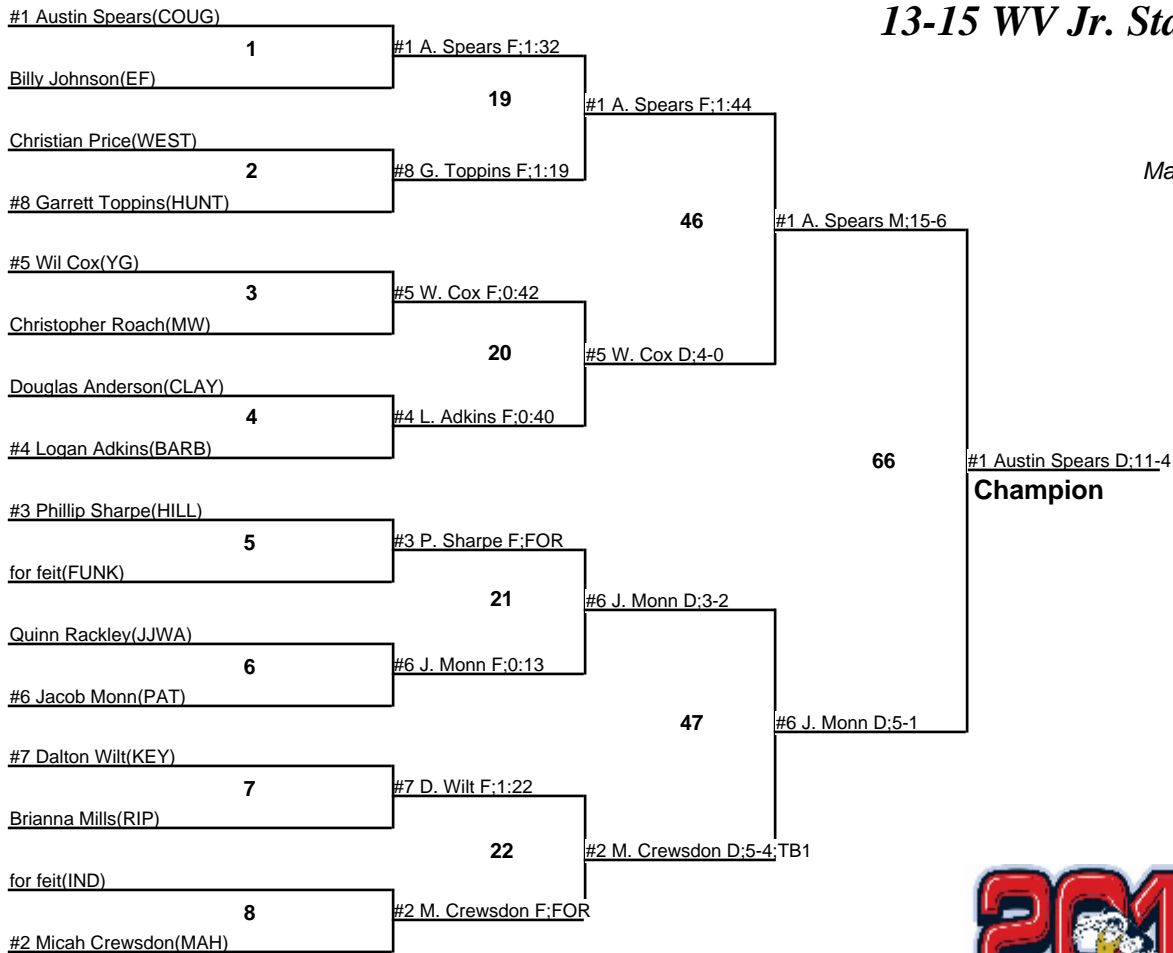 #1 Austin Spears(COUG)
13-15 WV Jr. Sta
1
#1 A. Spears F;1:32
Billy Johnson(EF)
19
#1 A. Spears F;1:44
Christian Price(WEST)
2
#8 G. Toppins F;1:19
Ma
#8 Garrett Toppins(HUNT)
46
#1 A. Spears M;15-6
#5 Wil Cox(YG)
3
#5 W. Cox F;0:42
Christopher Roach(MW)
20
#5 W. Cox D;4-0
Douglas Anderson(CLAY)
4
#4 L. Adkins F;0:40
#4 Logan Adkins(BARB)
66
#1 Austin Spears D;11-4
Champion
#3 Phillip Sharpe(HILL)
5
#3 P. Sharpe F;FOR
for feit(FUNK)
21
#6 J. Monn D;3-2
Quinn Rackley(JJWA)
6
#6 J. Monn F;0:13
#6 Jacob Monn(PAT)
47
#6 J. Monn D;5-1
#7 Dalton Wilt(KEY)
7
#7 D. Wilt F;1:22
Brianna Mills(RIP)
22
#2 M. Crewsdon D;5-4;TB1
for feit(IND)
8
#2 M. Crewsdon F;FOR
#2 Micah Crewsdon(MAH)
201